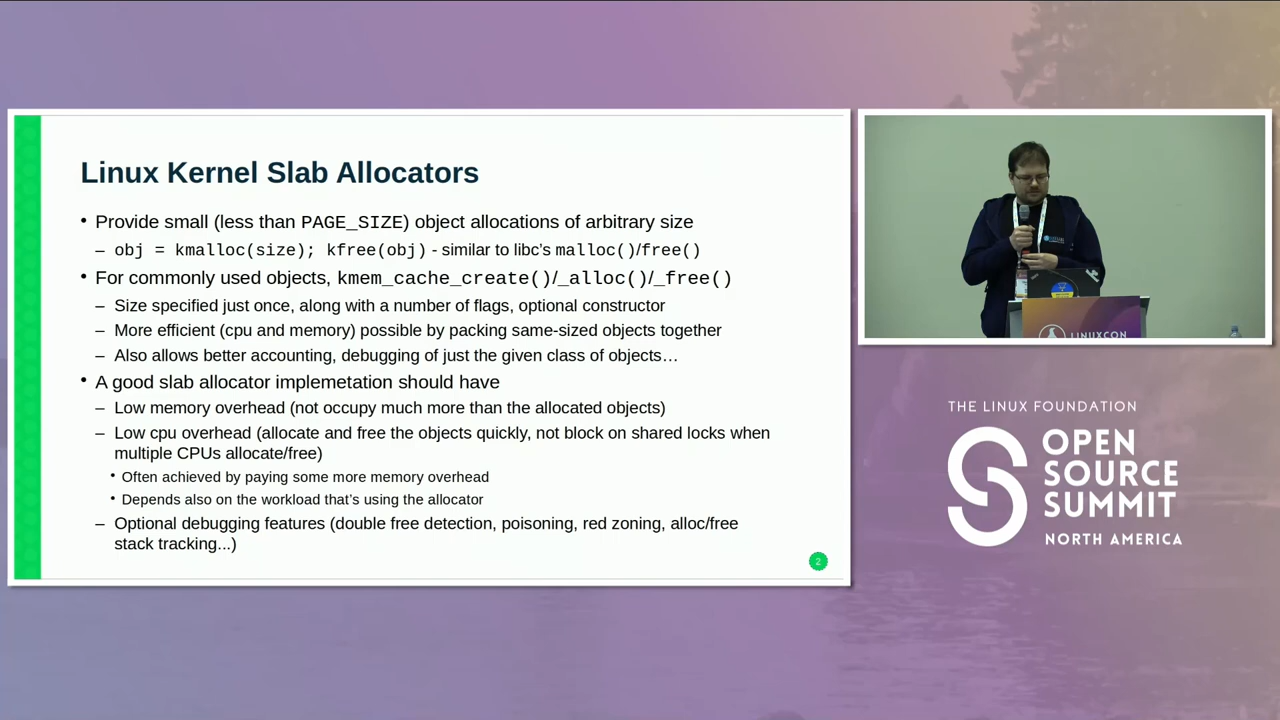 Linux Kernel Slab Allocators
• Provide small (less than PAGE_SIZE) object allocations of arbitrary size
– obj = kmalloc(size); kfree(obj) - similar to libc's malloc()/free()
• For commonly used objects, kmem_cache_create()/_alloc()/_free()
– Size specified just once, along with a number of flags, optional constructor
– More efficient (cpu and memory) possible by packing same-sized objects together
– Also allows better accounting, debugging of just the given class of objects…
• A good slab allocator implemetation should have
– Low memory overhead (not occupy much more than the allocated objects)
– Low cpu overhead (allocate and free the objects quickly, not block on shared locks when
multiple CPUs allocate/free)
• Often achieved by paying some more memory overhead
• Depends also on the workload that's using the allocator
– Optional debugging features (double free detection, poisoning, red zoning, alloc/free
stack tracking...)
2
LINUXCON
THE LINUX FOUNDATION
OPEN
SOURCE
SUMMIT
NORTH AMERICA